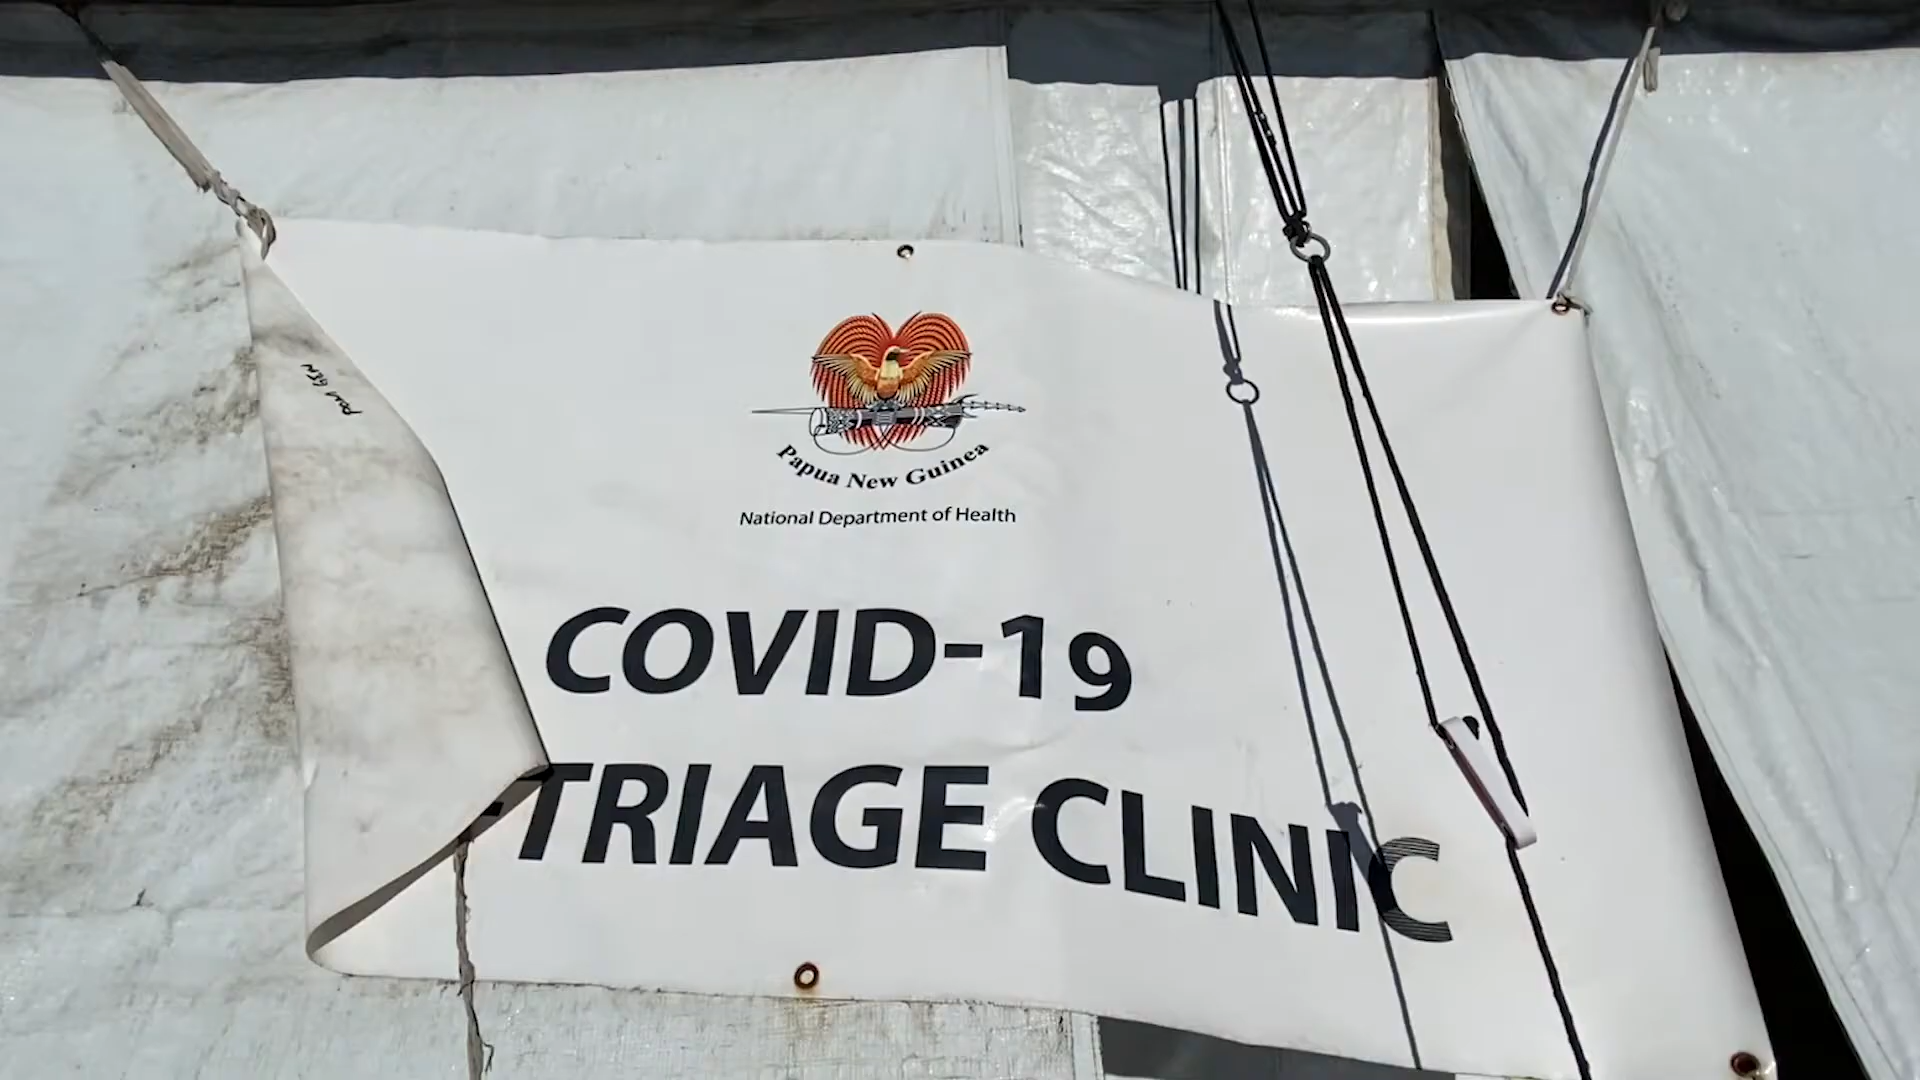 Papua New Guinea
National Department of Health
COVID-19
TRIAGE CLINIC